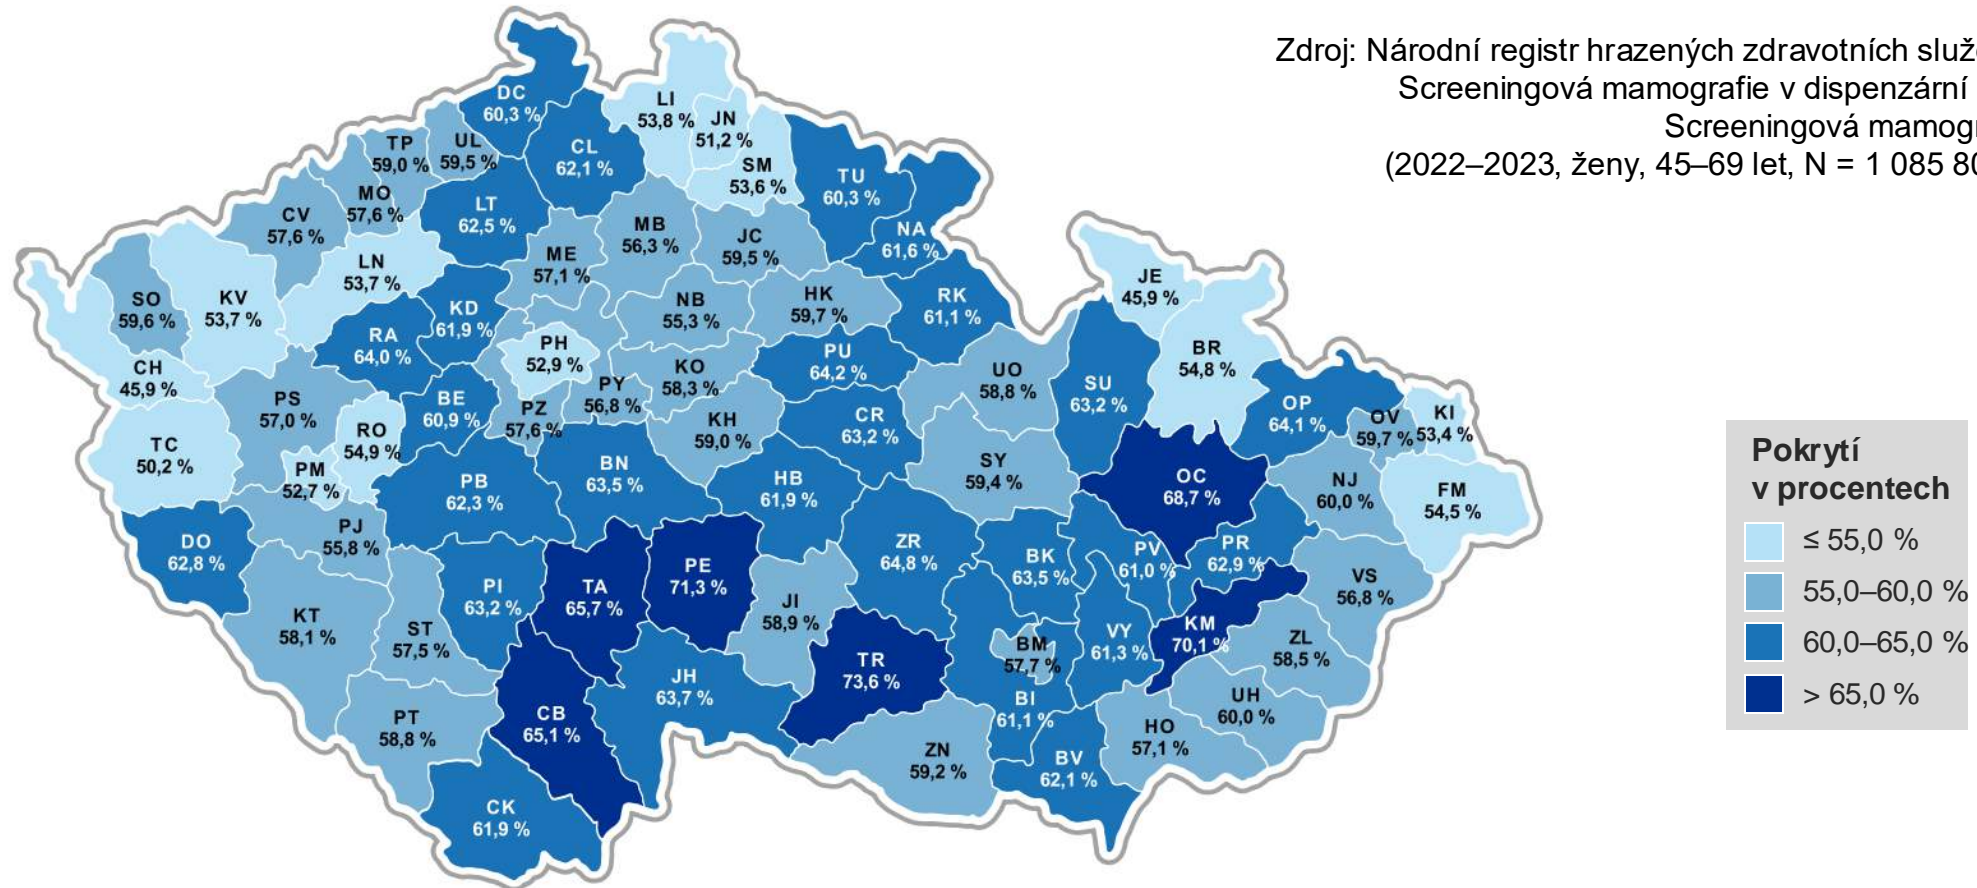 Zdroj: Národní registr hrazených zdravotních
Screeningová mamografie v dispenzární
Screeningová
(2022–2023, ženy, 45–69 let, N = 1 085
DC
60,3 %
LI
53,8 %
JN
51,2 %
TP
59,0 %
UL
59,5 %
CL
62,1 %
SM
53,6 %
TU
60,3 %
MO
57,6 %
CV
57,6 %
LT
62,5 %
MB
56,3 %
JC
59,5 %
NA
61,6 %
ME
57,1 %
LN
53,7 %
JE
45,9 %
SO
59,6 %
KV
53,7 %
KD
61,9 %
NB
55,3 %
HK
59,7 %
RK
61,1 %
RA
64,0 %
PH
52,9 %
PU
64,2 %
BR
54,8 %
CH
45,9 %
KO
58,3 %
UO
58,8 %
SU
63,2 %
PS
57,0 %
BE
60,9 %
PZ
57,6 %
PY
56,8 %
KH
59,0 %
CR
63,2 %
OP
64,1 %
OV
59,7 %
KI
53,4 %
TC
50,2 %
RO
54,9 %
PM
52,7 %
BN
63,5 %
PB
62,3 %
HB
61,9 %
SY
59,4 %
OC
68,7 %
NJ
60,0 %
FM
54,5 %
PJ
55,8 %
DO
62,8 %
ZR
64,8 %
BK
63,5 %
PV
61,0 %
PR
62,9 %
PI
63,2 %
TA
65,7 %
PE
71,3 %
JI
58,9 %
VS
56,8 %
KT
58,1 %
ST
57,5 %
BM
57,7 %
VY
61,3 %
KM
70,1 %
ZL
58,5 %
JH
63,7 %
TR
73,6 %
BI
61,1 %
UH
60,0 %
PT
58,8 %
CB
65,1 %
ZN
59,2 %
BV
62,1 %
HO
57,1 %
CK
61,9 %
Pokrytí
v procentech
≤ 55,0 %
55,0–60,0 %
60,0–65,0 %
> 65,0 %